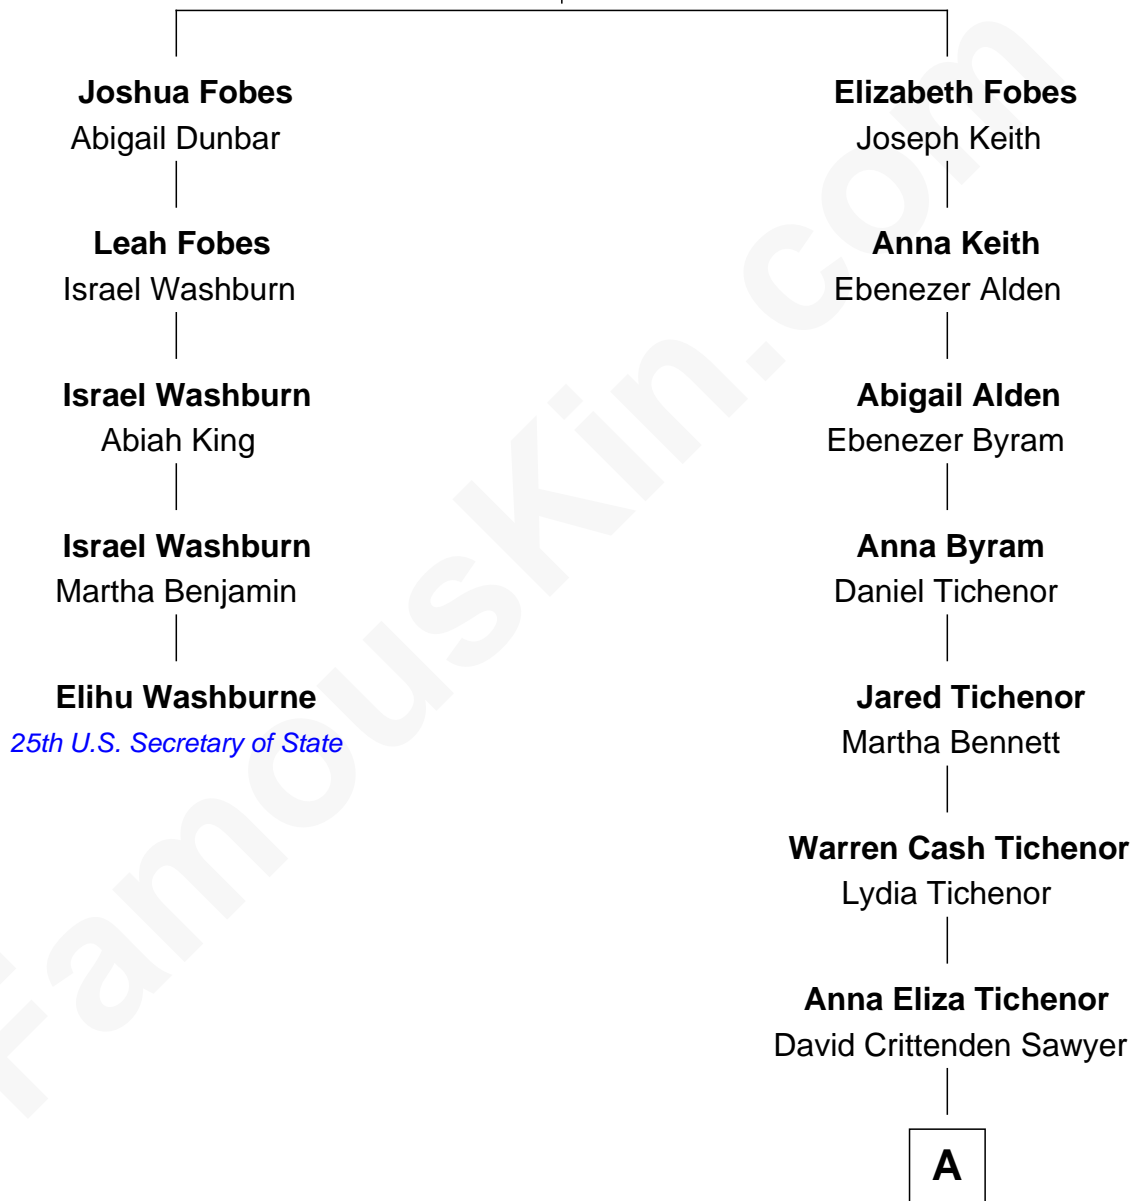 Joshua Fobes
Abigail Dunbar
Leah Fobes
Israel Washburn
Israel Washburn
Abiah King
Israel Washburn
Martha Benjamin
Elihu Washburne
25th U.S. Secretary of State
Elizabeth Fobes
Joseph Keith
Anna Keith
Ebenezer Alden
Abigail Alden
Ebenezer Byram
Anna Byram
Daniel Tichenor
Jared Tichenor
Martha Bennett
Warren Cash Tichenor
Lydia Tichenor
Anna Eliza Tichenor
David Crittenden Sawyer
A
FamousKin.com